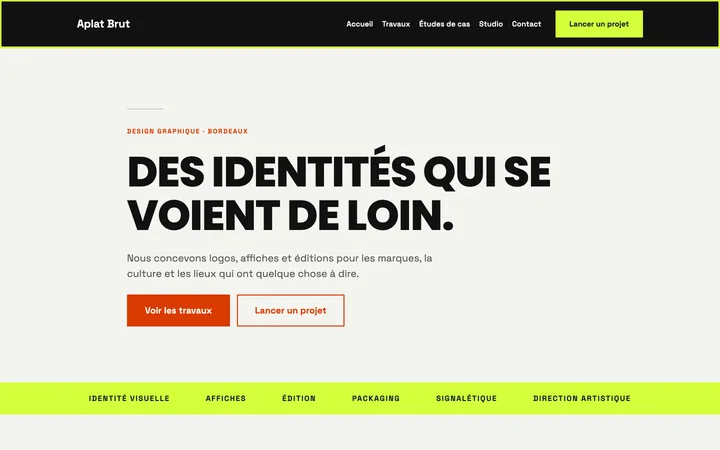 Aplat Brut
Accueil Travaux Études de cas Studio Contact Lancer un projet
DESIGN GRAPHIQUE · BORDEAUX
DES IDENTITÉS QUI SE
VOIENT DE LOIN.
Nous concevons logos, affiches et éditions pour les marques, la
culture et les lieux qui ont quelque chose à dire.
Voir les travaux Lancer un projet
IDENTITÉ VISUELLE AFFICHES ÉDITION PACKAGING SIGNALÉTIQUE DIRECTION ARTISTIQUE